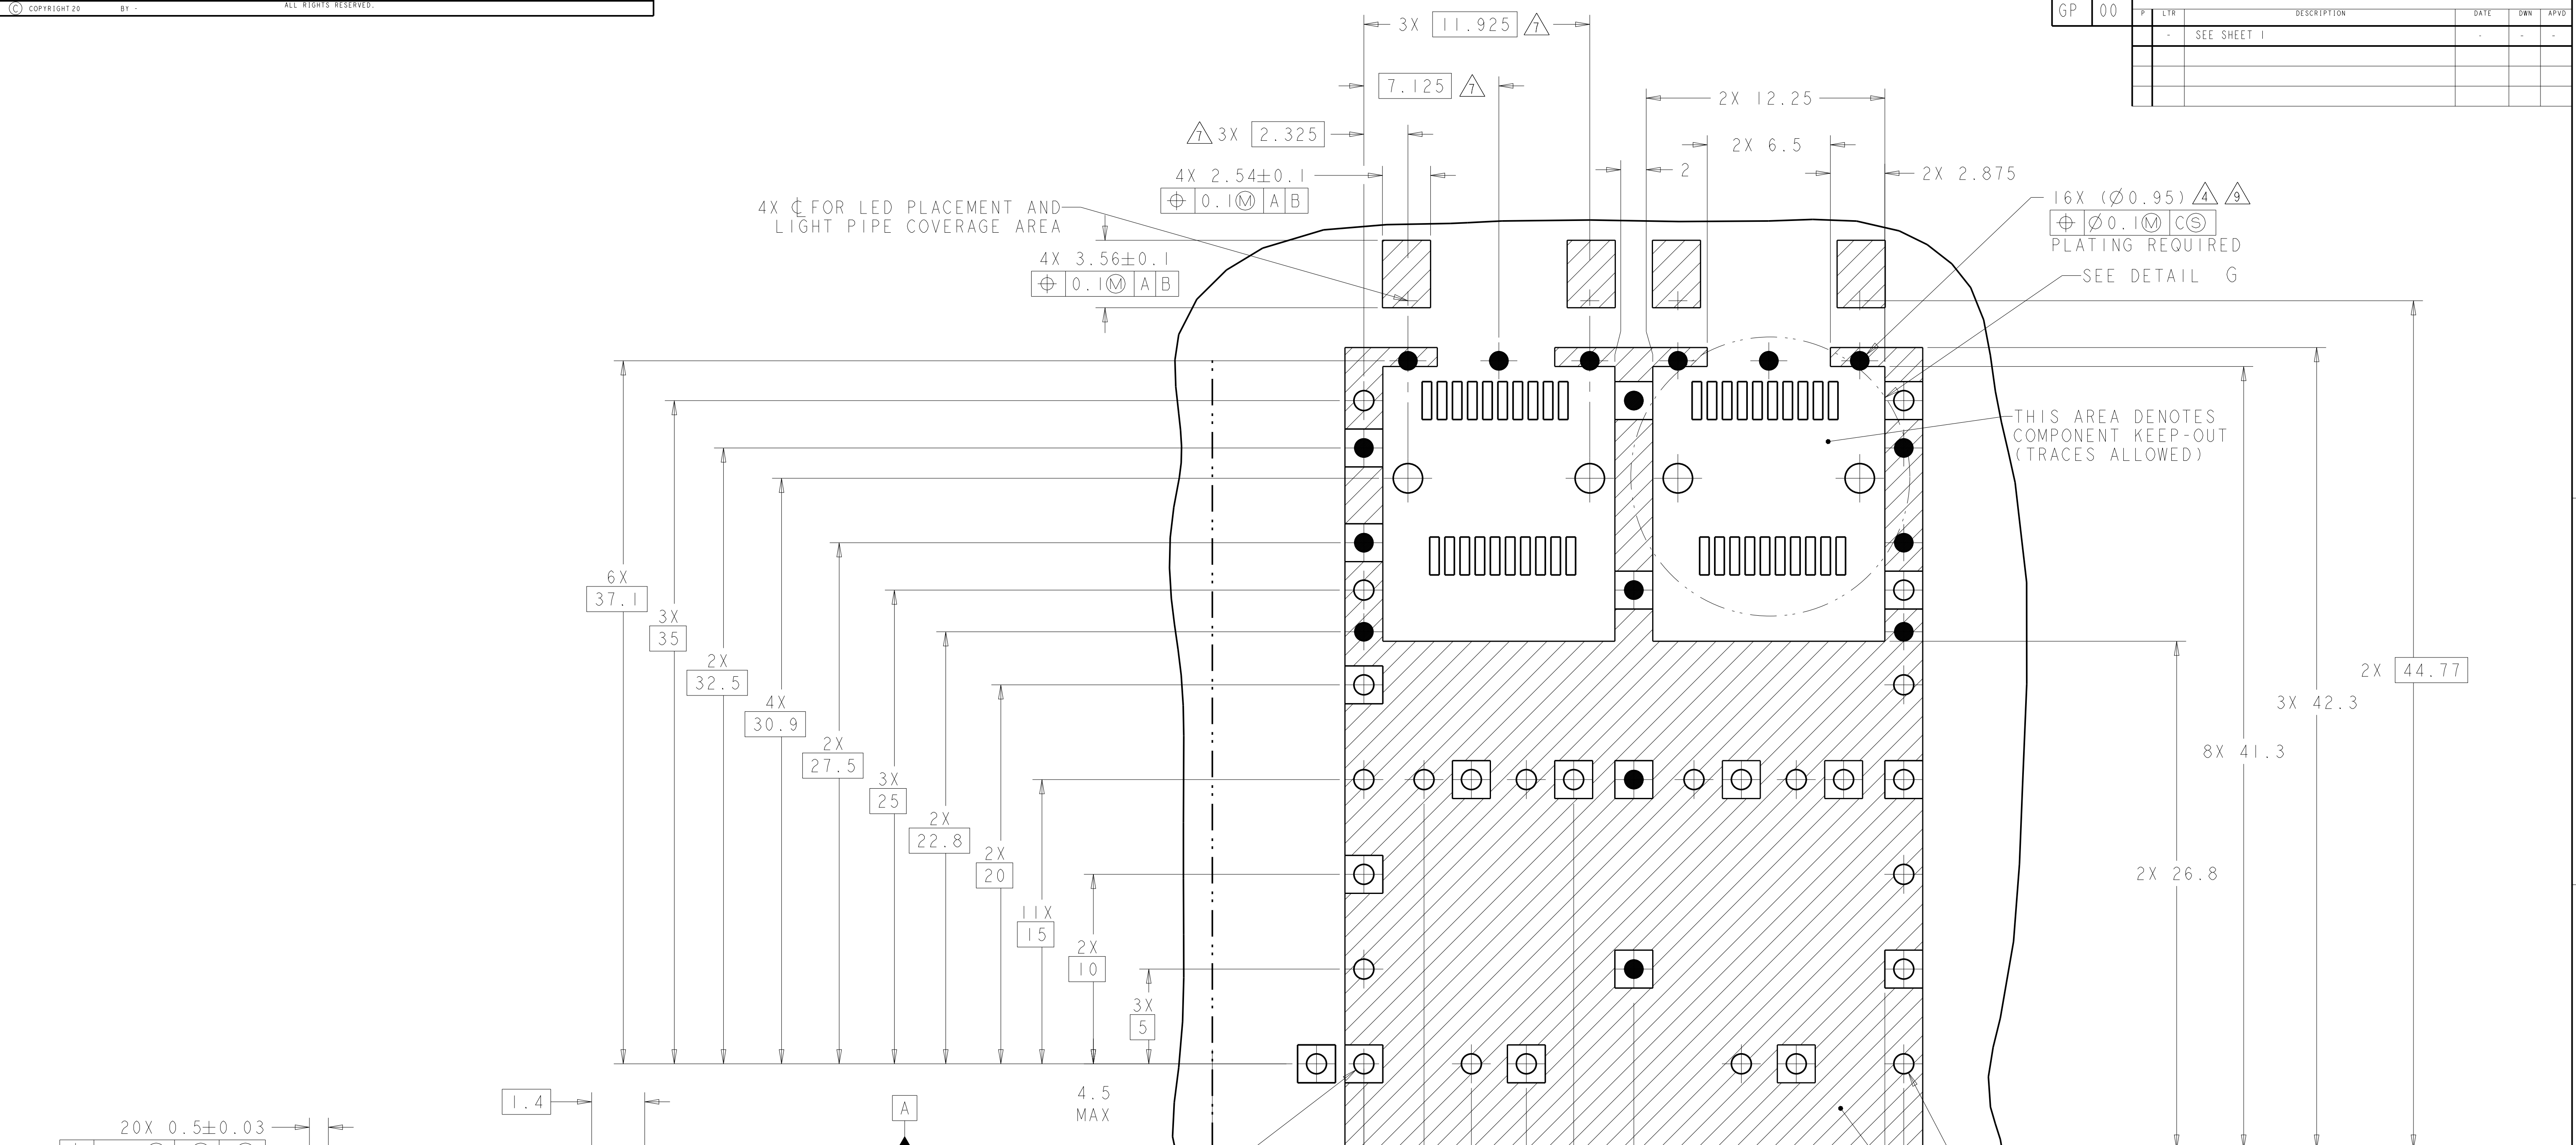 Ⓒ COPYRIGHT 20 BY -
ALL RIGHTS RESERVED.
GP 00
P LTR DESCRIPTION DATE DWN APVD
- SEE SHEET 1 - - -
3X 11.925 7
7.125 7
7 3X 2.325
2X 12.25
2X 6.5
2
2X 2.875
4X 2.54±0.1
⌖ 0.1Ⓜ A B
4X ℄ FOR LED PLACEMENT AND
LIGHT PIPE COVERAGE AREA
4X 3.56±0.1
⌖ 0.1Ⓜ A B
16X (Ø0.95) 4 9
⌖ Ø0.1Ⓜ CⓈ
PLATING REQUIRED
SEE DETAIL G
THIS AREA DENOTES
COMPONENT KEEP-OUT
(TRACES ALLOWED)
6X
37.1
3X
35
2X
32.5
4X
30.9
2X
27.5
3X
25
2X
22.8
2X
20
11X
15
2X
10
3X
5
2X 44.77
3X 42.3
8X 41.3
2X 26.8
4.5
MAX
1.4
A
20X 0.5±0.03